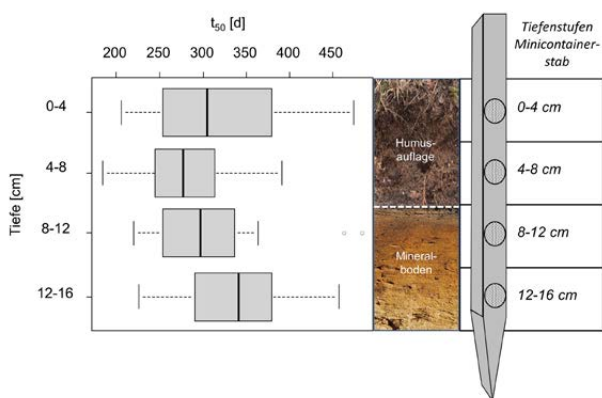 t50 [d]
200 250 300 350 400 450
Tiefe [cm]
0-4
4-8
8-12
12-16
Humus-
auflage
Mineral-
boden
Tiefenstufen
Minicontainer-
stab
0-4 cm
4-8 cm
8-12 cm
12-16 cm